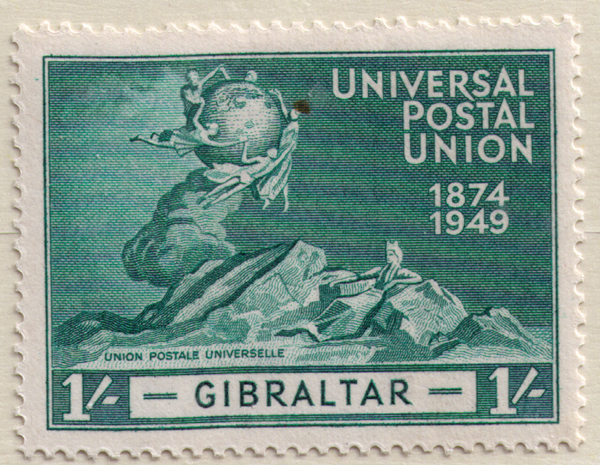 UNIVERSAL
POSTAL
UNION
1874
1949
UNION POSTALE UNIVERSELLE
1/- GIBRALTAR 1/-